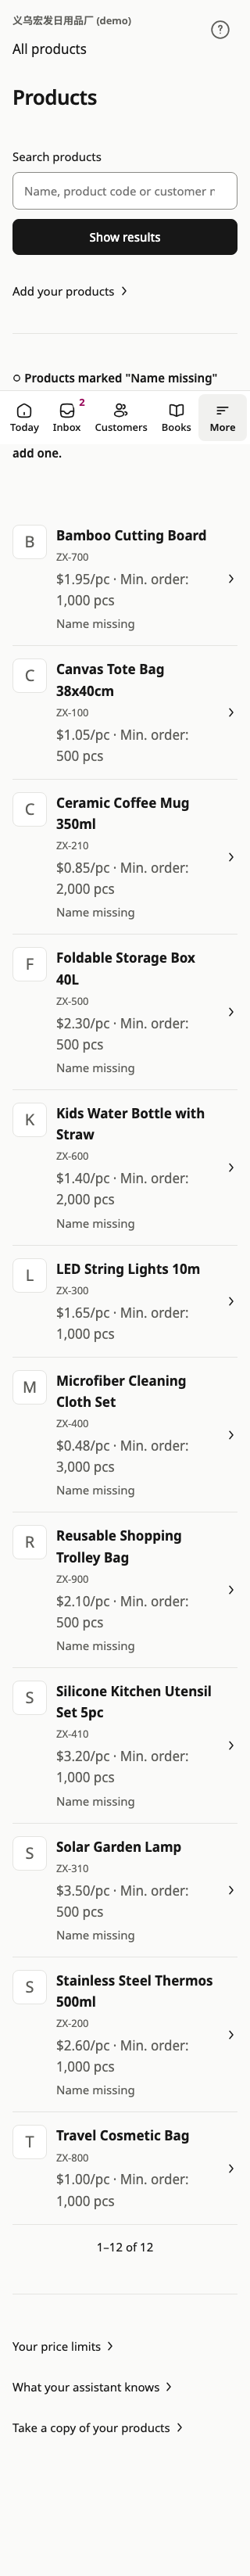 义乌宏发日用品厂 (demo)
All products
Products
Search products
Name, product code or customer r
Show results
Add your products
Products marked "Name missing"
Today
Inbox
2
Customers
Books
More
add one.
B
Bamboo Cutting Board
ZX-700
$1.95/pc · Min. order:
1,000 pcs
Name missing
C
Canvas Tote Bag
38x40cm
ZX-100
$1.05/pc · Min. order:
500 pcs
C
Ceramic Coffee Mug
350ml
ZX-210
$0.85/pc · Min. order:
2,000 pcs
Name missing
F
Foldable Storage Box
40L
ZX-500
$2.30/pc · Min. order:
500 pcs
Name missing
K
Kids Water Bottle with
Straw
ZX-600
$1.40/pc · Min. order:
2,000 pcs
Name missing
L
LED String Lights 10m
ZX-300
$1.65/pc · Min. order:
1,000 pcs
M
Microfiber Cleaning
Cloth Set
ZX-400
$0.48/pc · Min. order:
3,000 pcs
Name missing
R
Reusable Shopping
Trolley Bag
ZX-900
$2.10/pc · Min. order:
500 pcs
Name missing
S
Silicone Kitchen Utensil
Set 5pc
ZX-410
$3.20/pc · Min. order:
1,000 pcs
Name missing
S
Solar Garden Lamp
ZX-310
$3.50/pc · Min. order:
500 pcs
Name missing
S
Stainless Steel Thermos
500ml
ZX-200
$2.60/pc · Min. order:
1,000 pcs
Name missing
T
Travel Cosmetic Bag
ZX-800
$1.00/pc · Min. order:
1,000 pcs
1–12 of 12
Your price limits
What your assistant knows
Take a copy of your products